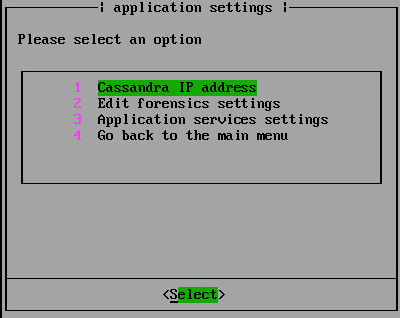 application settings
Please select an option
1 Cassandra IP address
2 Edit forensics settings
3 Application services settings
4 Go back to the main menu
<Select>